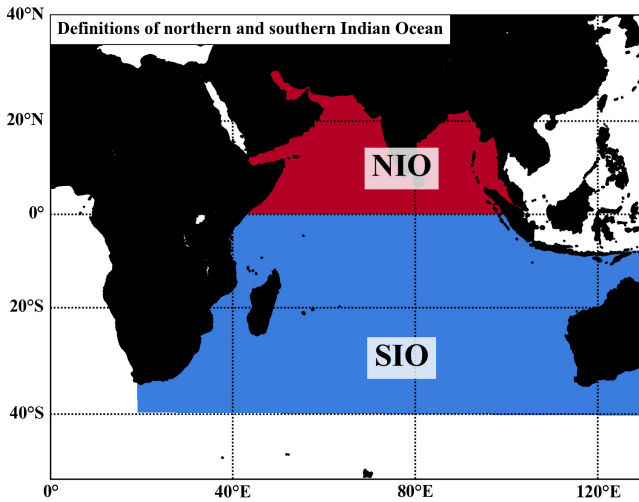 40°N
Definitions of northern and southern Indian Ocean
20°N
NIO
0°
20°S
SIO
40°S
0°
40°E
80°E
120°E